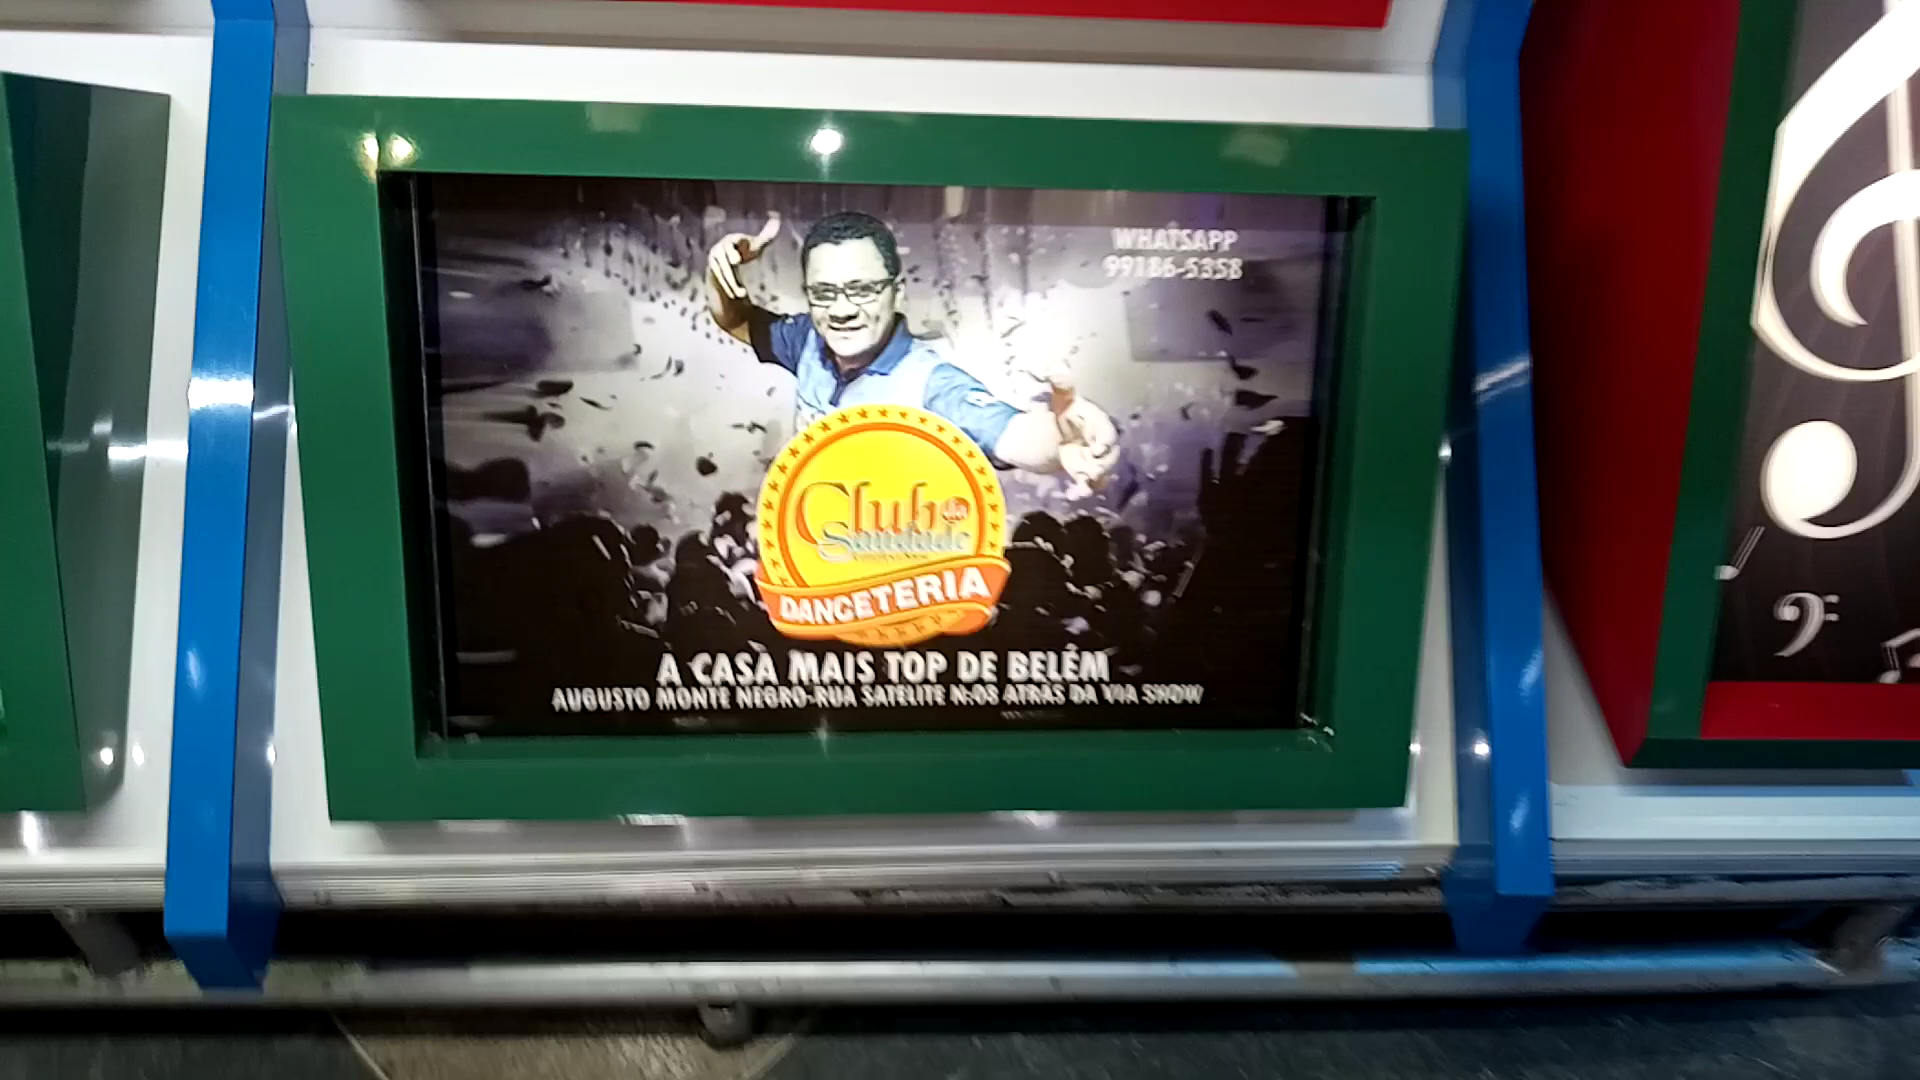 WHATSAPP
99186-5358
Club da
Saudade
DANCETERIA
A CASA MAIS TOP DE BELÉM
AUGUSTO MONTE NEGRO-RUA SATELITE N:08 ATRÁS DA VIA SHOW